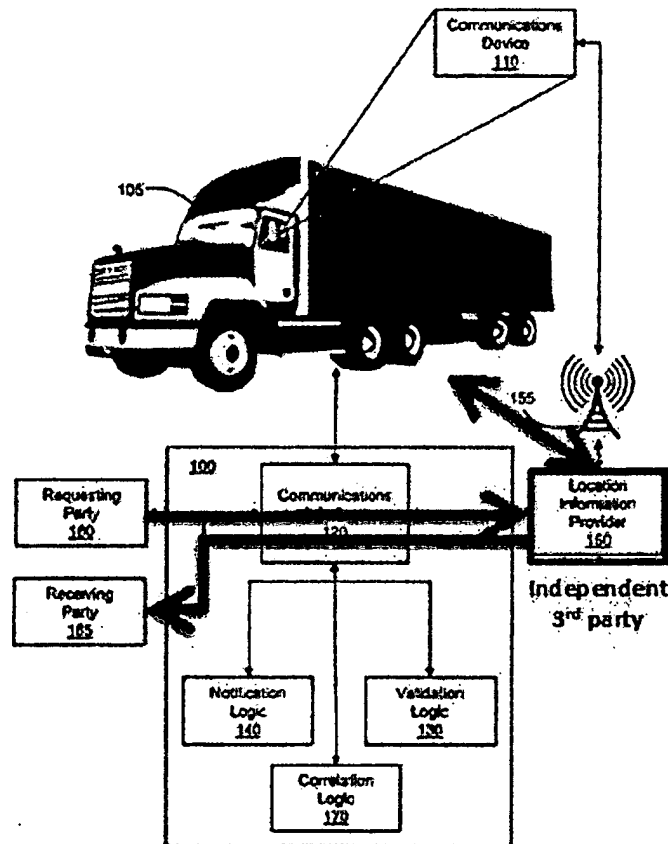 Communications
Device
110
105
155
100
Requesting
Party
160
Communications
120
Location
Information
Provider
150
Independent
3rd party
Receiving
Party
165
Notification
Logic
140
Validation
Logic
130
Correlation
Logic
170